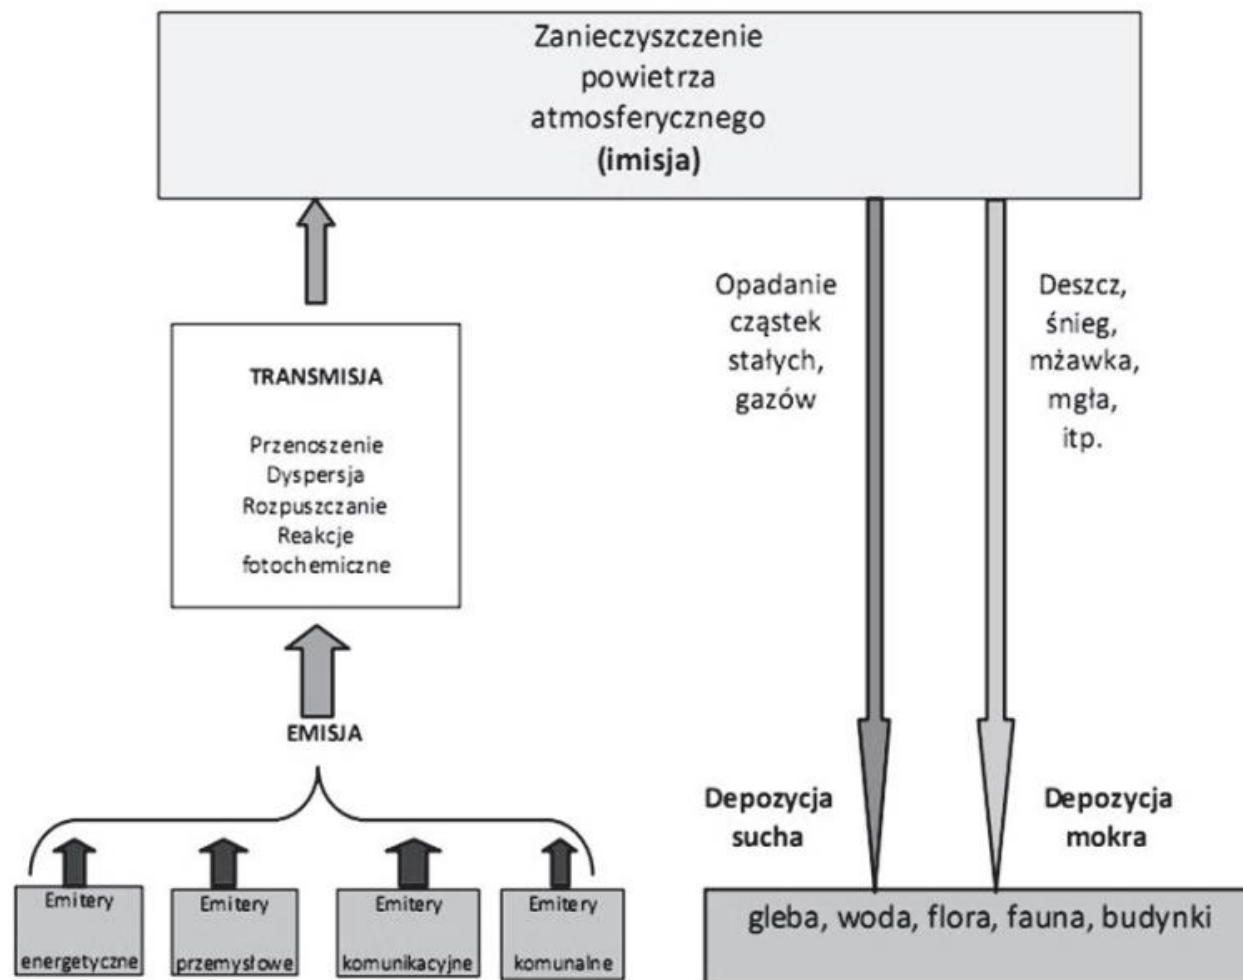 Zanieczyszczenie
powietrza
atmosferycznego
(imisja)
TRANSMISJA
Przenoszenie
Dyspersja
Rozpuszczanie
Reakcje
fotochemiczne
EMISJA
Emitery
energetyczne
Emitery
przemysłowe
Emitery
komunikacyjne
Emitery
komunalne
Opadanie
cząstek
stałych,
gazów
Deszcz,
śnieg,
mżawka,
mgła,
itp.
Depozycja
sucha
Depozycja
mokra
gleba, woda, flora, fauna, budynki